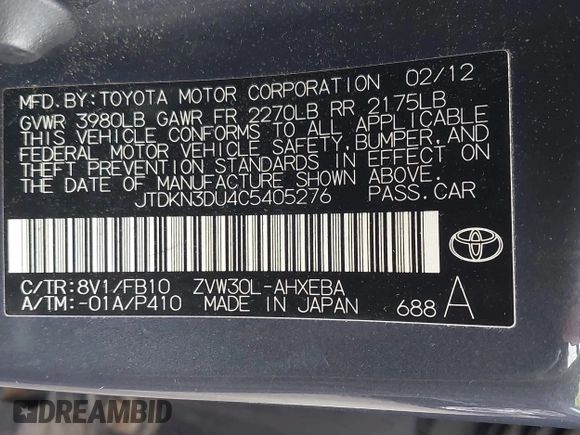 MFD.BY:TOYOTA MOTOR CORPORATION 02/12
GVWR 3980LB GAWR FR 2270LB RR 2175LB
THIS VEHICLE CONFORMS TO ALL APPLICABLE
FEDERAL MOTOR VEHICLE SAFETY,BUMPER,AND
THEFT PREVENTION STANDARDS IN EFFECT ON
THE DATE OF MANUFACTURE SHOWN ABOVE.
JTDKN3DU4C5405276 PASS.CAR
C/TR:8V1/FB10 ZVW30L-AHXEBA
A/TM:-01A/P410 MADE IN JAPAN 688 A
DREAMBID